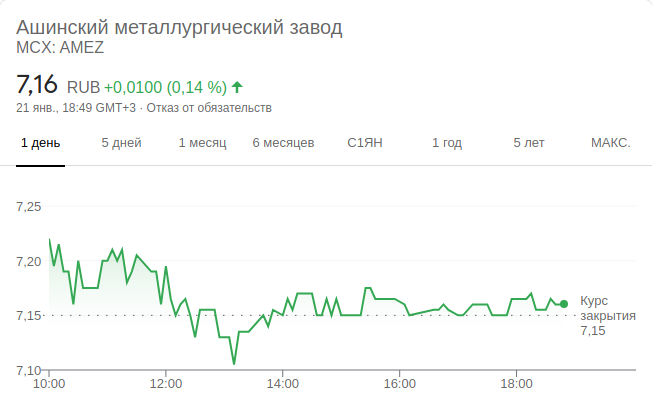 Ашинский металлургический завод
MCX: AMEZ
7,16 RUB +0,0100 (0,14 %)
21 янв., 18:49 GMT+3 · Отказ от обязательств
1 день 5 дней 1 месяц 6 месяцев С1ЯН 1 год 5 лет МАКС.
7,25
7,20
7,15
7,10
Курс
закрытия
7,15
10:00 12:00 14:00 16:00 18:00